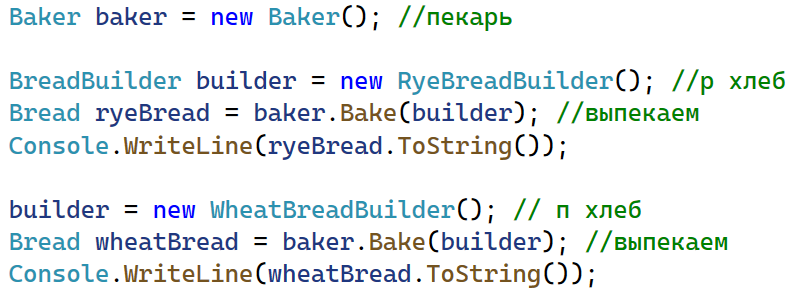 Baker baker = new Baker(); //пекарь
BreadBuilder builder = new RyeBreadBuilder(); //р хлеб
Bread ryeBread = baker.Bake(builder); //выпекаем
Console.WriteLine(ryeBread.ToString());
builder = new WheatBreadBuilder(); // п хлеб
Bread wheatBread = baker.Bake(builder); //выпекаем
Console.WriteLine(wheatBread.ToString());